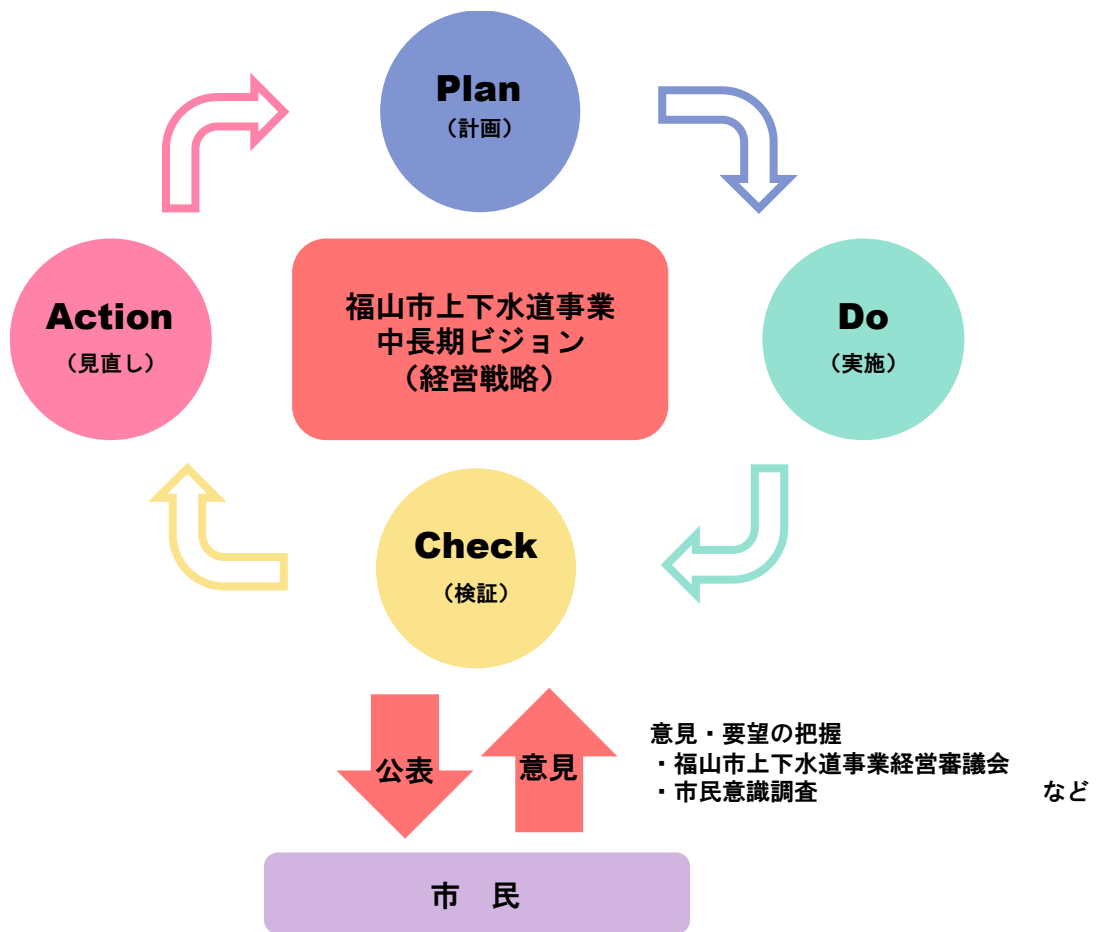 Plan
（計画）
Action
（見直し）
福山市上下水道事業
中長期ビジョン
（経営戦略）
Do
（実施）
Check
（検証）
公表
意見
意見・要望の把握
・福山市上下水道事業経営審議会
・市民意識調査　など
市　民